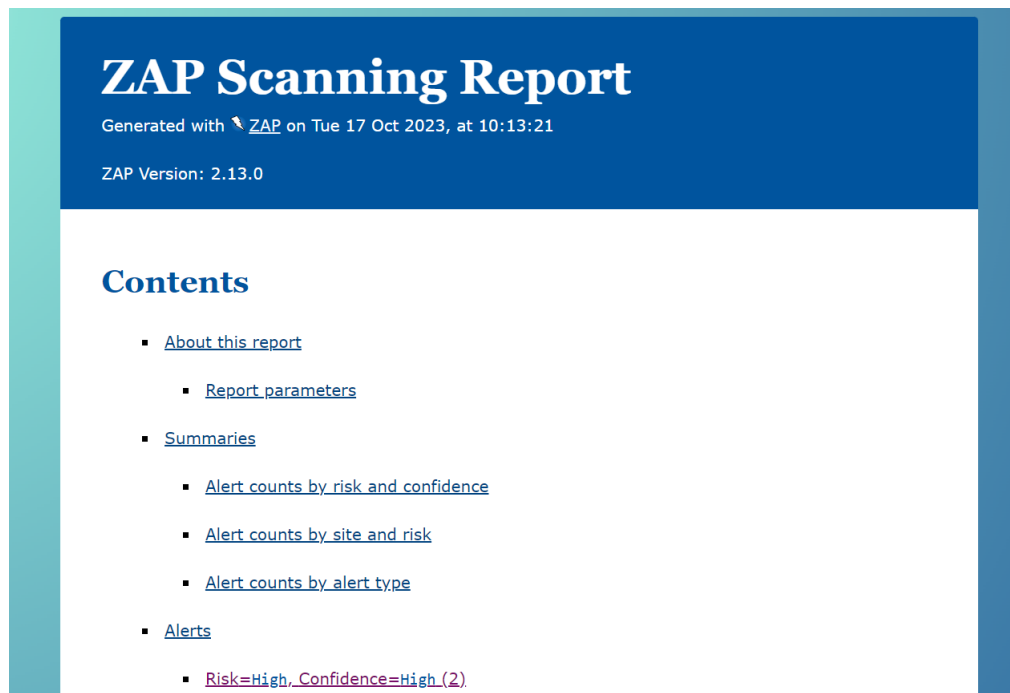 ZAP Scanning Report
Generated with ZAP on Tue 17 Oct 2023, at 10:13:21
ZAP Version: 2.13.0
Contents
About this report
Report parameters
Summaries
Alert counts by risk and confidence
Alert counts by site and risk
Alert counts by alert type
Alerts
Risk=High, Confidence=High (2)